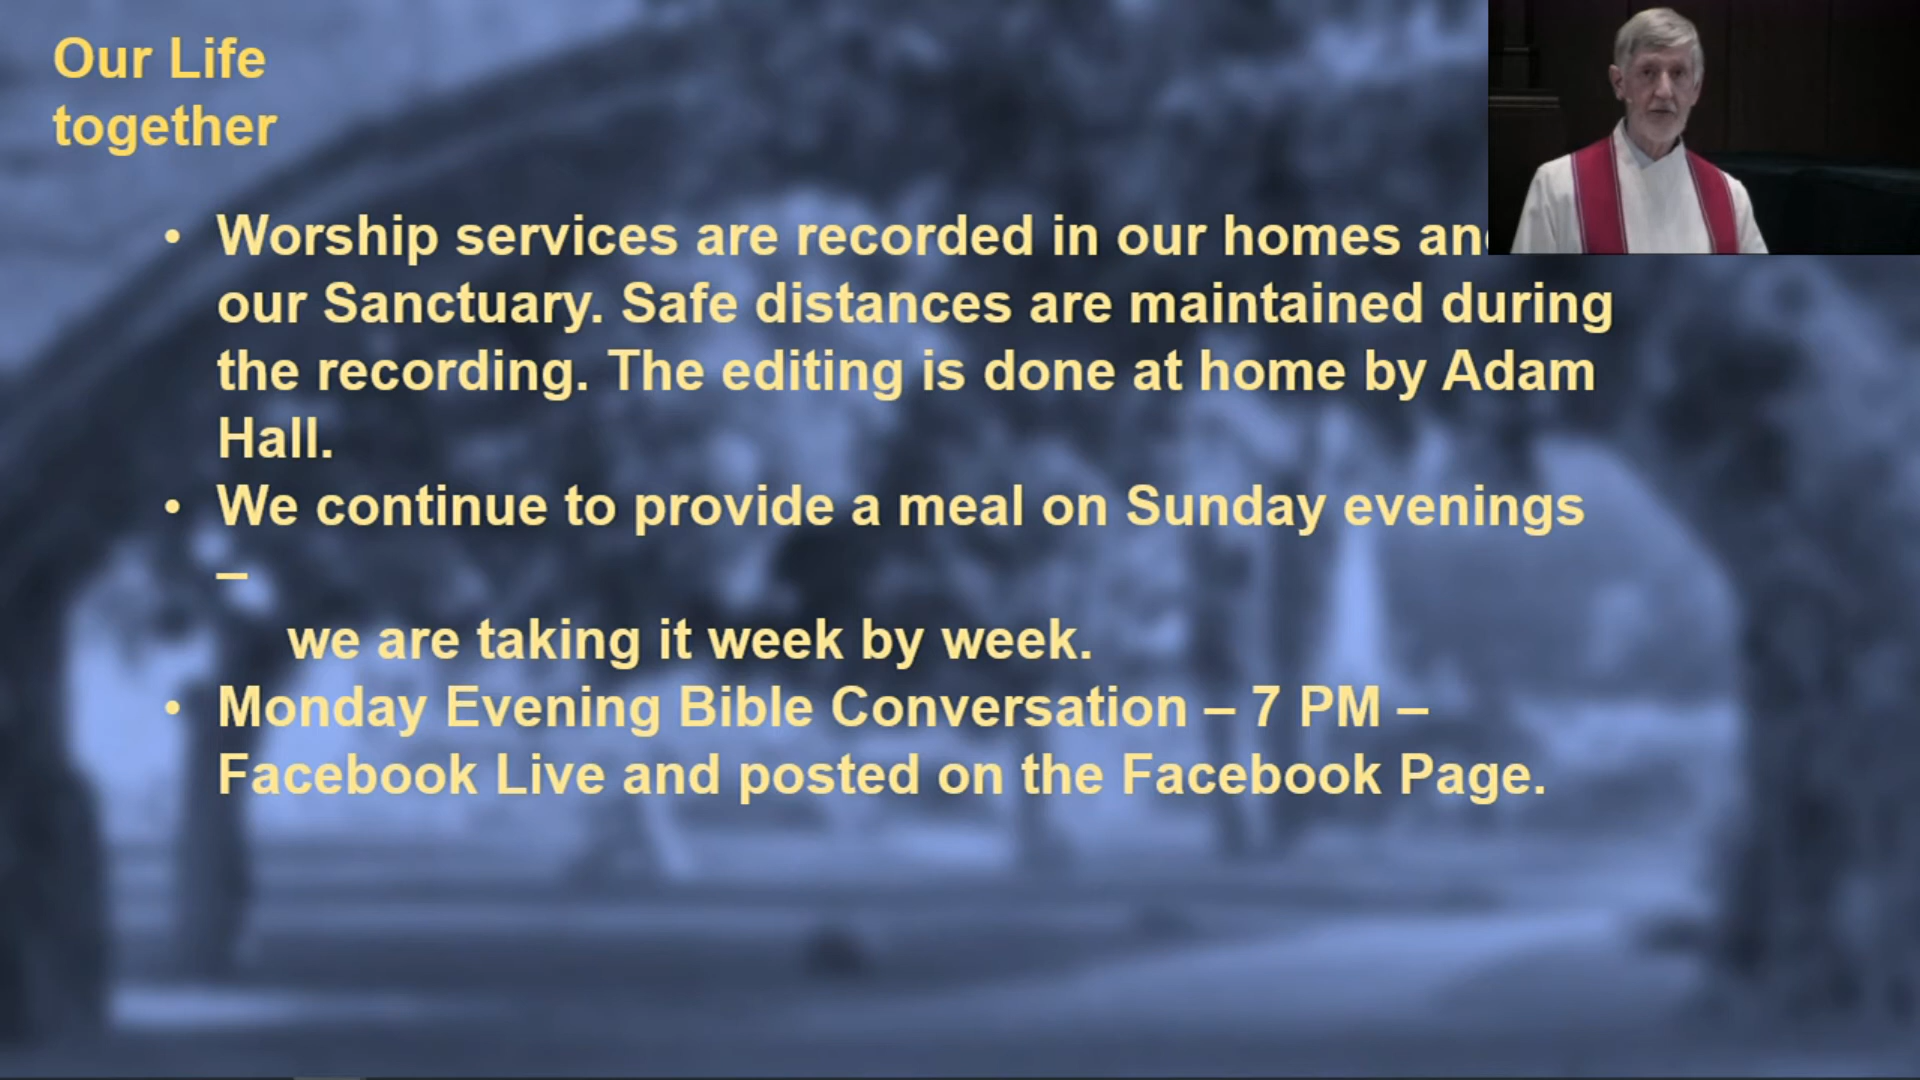 Our Life
together
• Worship services are recorded in our homes an
our Sanctuary. Safe distances are maintained during
the recording. The editing is done at home by Adam
Hall.
• We continue to provide a meal on Sunday evenings
–
we are taking it week by week.
• Monday Evening Bible Conversation – 7 PM –
Facebook Live and posted on the Facebook Page.